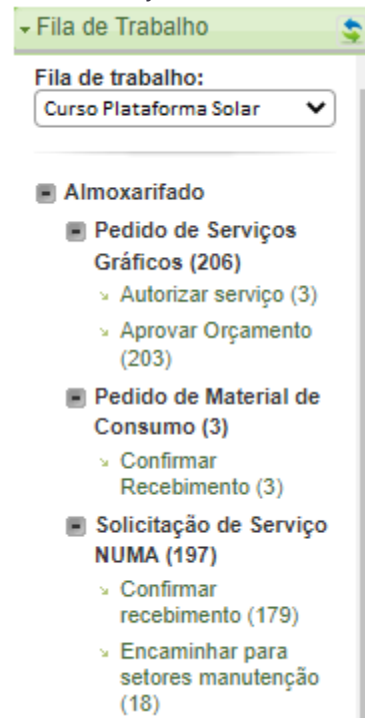 Fila de Trabalho
Fila de trabalho:
Curso Plataforma Solar
Almoxarifado
Pedido de Serviços
Gráficos (206)
Autorizar serviço (3)
Aprovar Orçamento
(203)
Pedido de Material de
Consumo (3)
Confirmar
Recebimento (3)
Solicitação de Serviço
NUMA (197)
Confirmar
recebimento (179)
Encaminhar para
setores manutenção
(18)